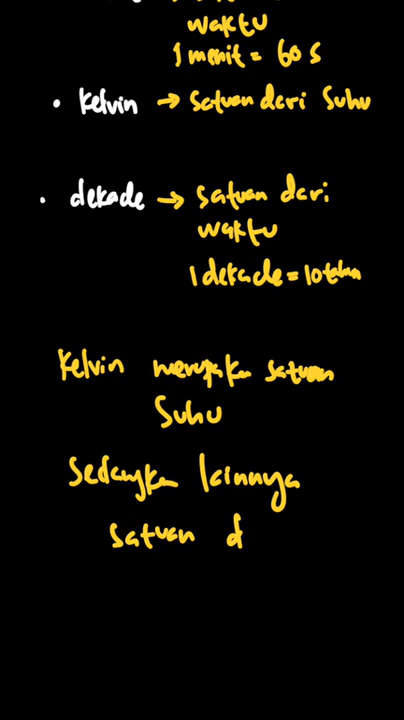 waktu
1 menit = 60 s
• kelvin → satuan dari suhu
• dekade → satuan dari
waktu
1 dekade = 10 tahun
Kelvin merupakan satuan
suhu
sedangkan lainnya
satuan d